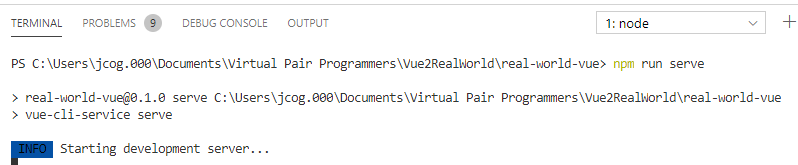 TERMINAL PROBLEMS 9 DEBUG CONSOLE OUTPUT 1: node
PS C:\Users\jcog.000\Documents\Virtual Pair Programmers\Vue2RealWorld\real-world-vue> npm run serve
> real-world-vue@0.1.0 serve C:\Users\jcog.000\Documents\Virtual Pair Programmers\Vue2RealWorld\real-world-vue
> vue-cli-service serve
INFO Starting development server...